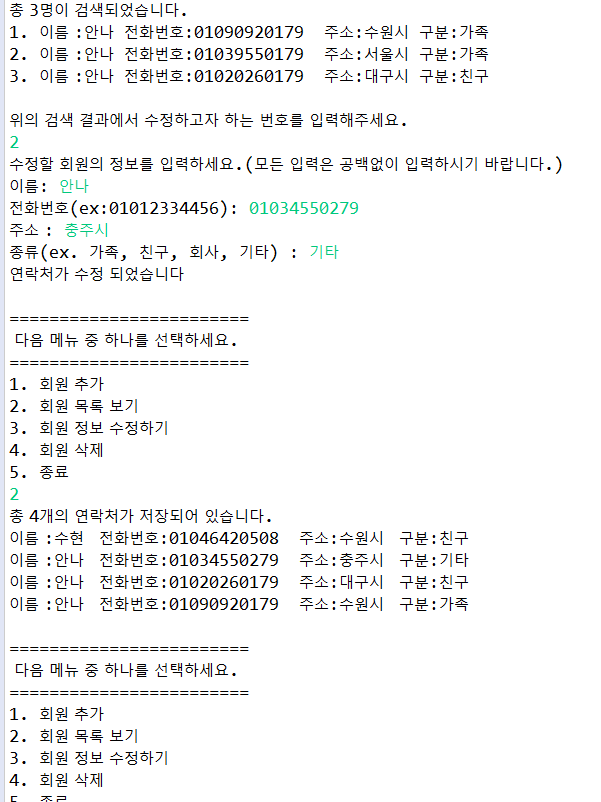 총 3명이 검색되었습니다.
1. 이름 :안나 전화번호:01090920179 주소:수원시 구분:가족
2. 이름 :안나 전화번호:01039550179 주소:서울시 구분:가족
3. 이름 :안나 전화번호:01020260179 주소:대구시 구분:친구
위의 검색 결과에서 수정하고자 하는 번호를 입력해주세요.
2
수정할 회원의 정보를 입력하세요.(모든 입력은 공백없이 입력하시기 바랍니다.)
이름: 안나
전화번호(ex:01012334456): 01034550279
주소 : 충주시
종류(ex. 가족, 친구, 회사, 기타) : 기타
연락처가 수정 되었습니다
========================
다음 메뉴 중 하나를 선택하세요.
========================
1. 회원 추가
2. 회원 목록 보기
3. 회원 정보 수정하기
4. 회원 삭제
5. 종료
2
총 4개의 연락처가 저장되어 있습니다.
이름 :수현 전화번호:01046420508 주소:수원시 구분:친구
이름 :안나 전화번호:01034550279 주소:충주시 구분:기타
이름 :안나 전화번호:01020260179 주소:대구시 구분:친구
이름 :안나 전화번호:01090920179 주소:수원시 구분:가족
========================
다음 메뉴 중 하나를 선택하세요.
========================
1. 회원 추가
2. 회원 목록 보기
3. 회원 정보 수정하기
4. 회원 삭제
5. 종료